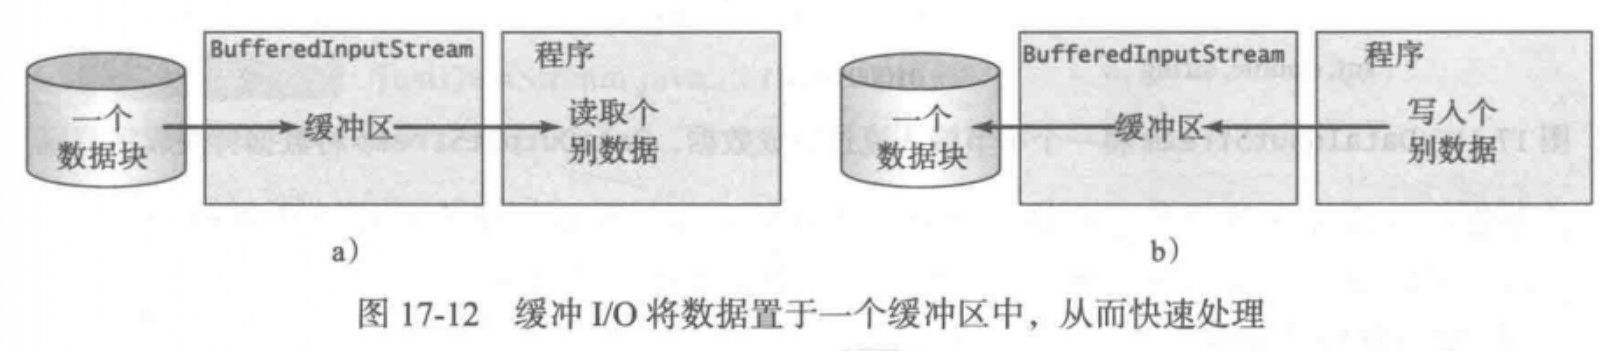 BufferedInputStream
程序
一个
数据块
缓冲区
读取个
别数据
a)
BufferedInputStream
程序
一个
数据块
缓冲区
写入个
别数据
b)
图 17-12 缓冲 I/O 将数据置于一个缓冲区中，从而快速处理